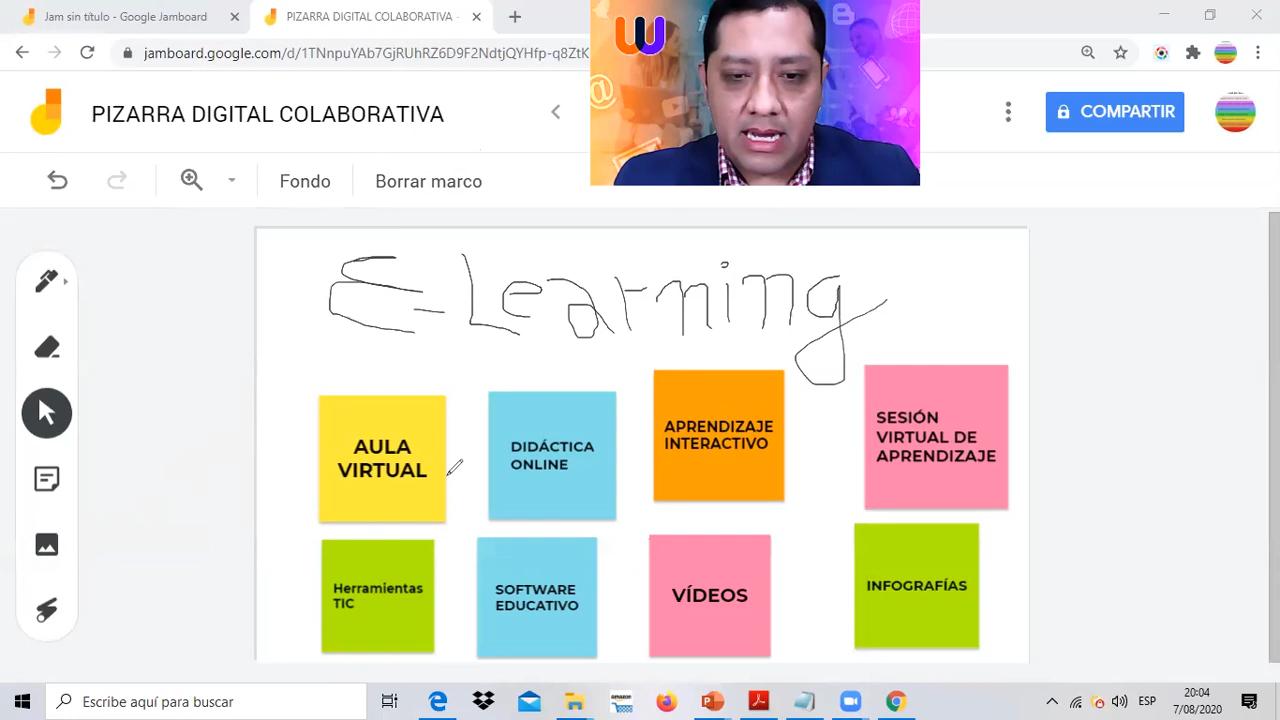 Jam sin título - Google Jamboard
PIZARRA DIGITAL COLABORATIVA -
jamboard.google.com/d/1TNnpuYAb7GjRUhRZ6D9F2NdtjQYlfp-q8ZtK
PIZARRA DIGITAL COLABORATIVA
COMPARTIR
Fondo
Borrar marco
E-Learning
AULA
VIRTUAL
DIDÁCTICA
ONLINE
APRENDIZAJE
INTERACTIVO
SESIÓN
VIRTUAL DE
APRENDIZAJE
Herramientas
TIC
SOFTWARE
EDUCATIVO
VÍDEOS
INFOGRAFÍAS
Escribe aquí para buscar
amazon
ESP
20:04
7/08/2020